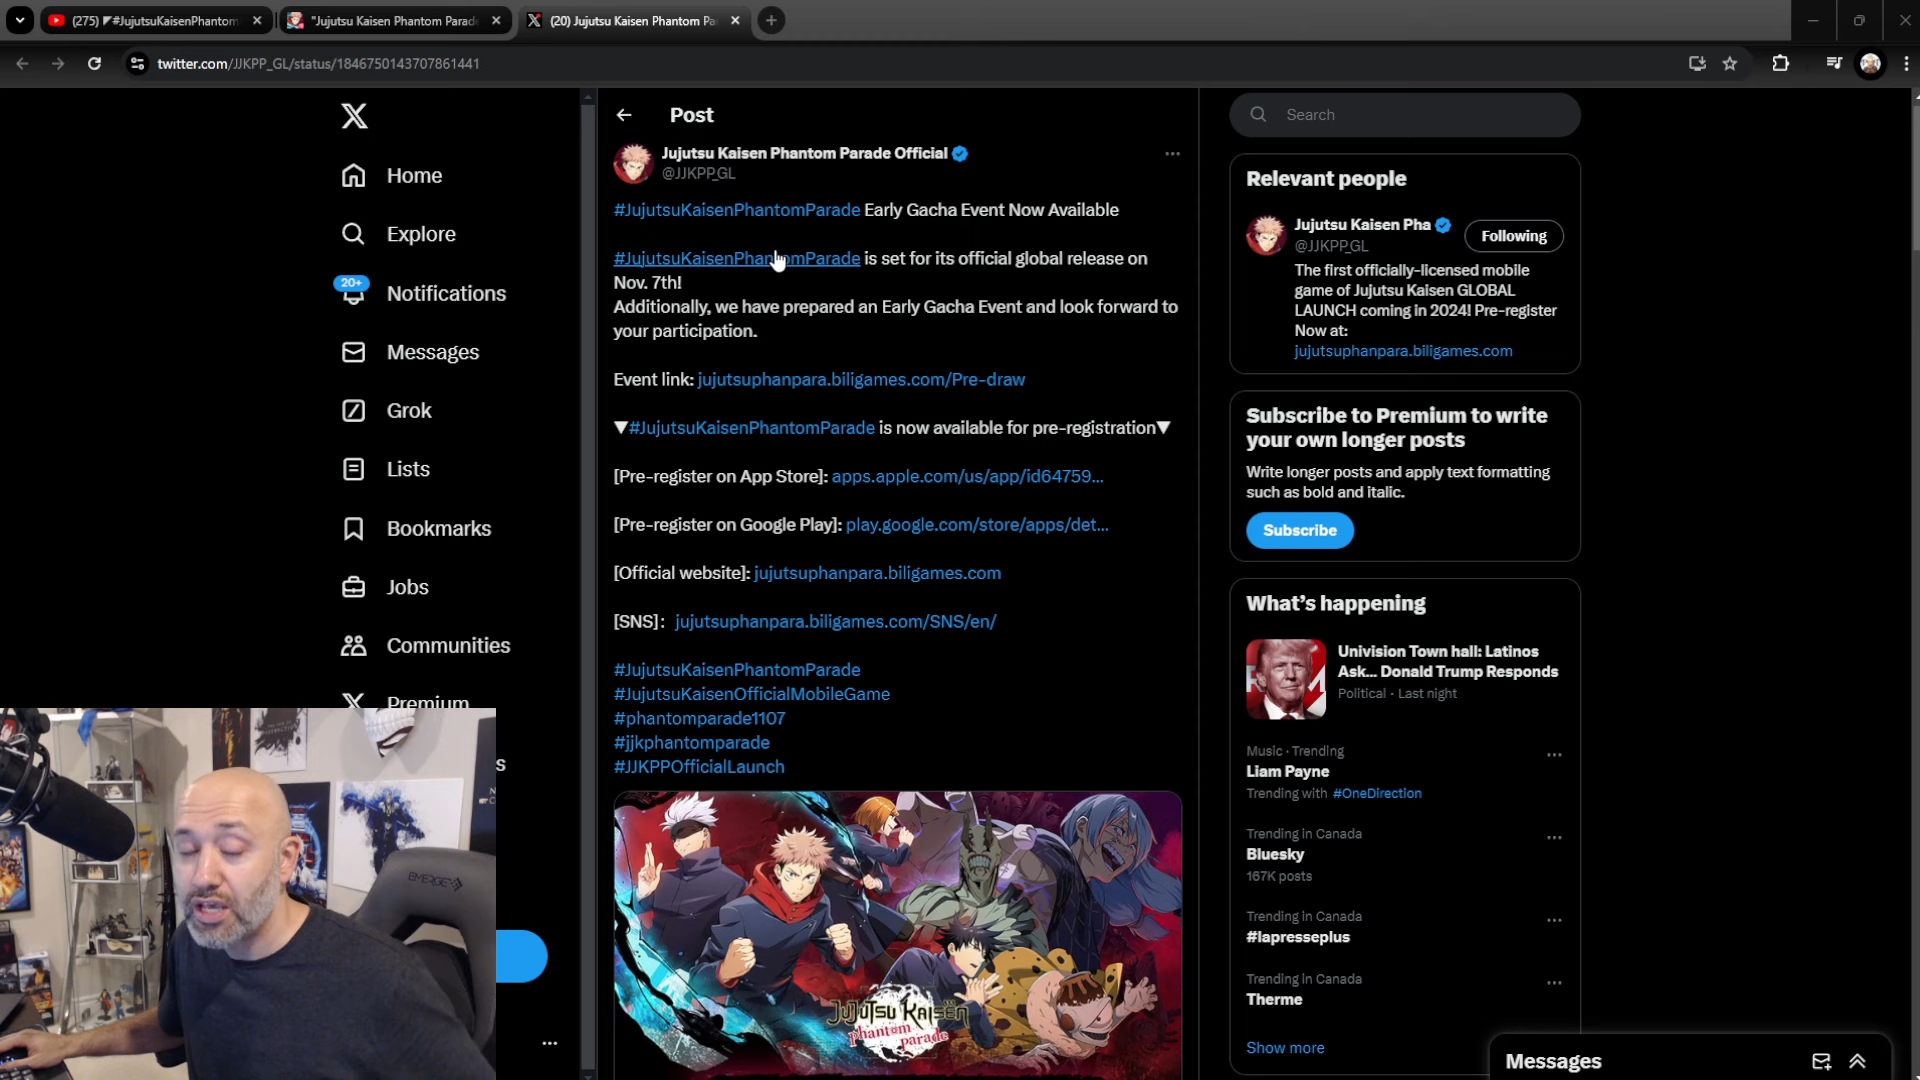 (275) ◤#JujutsuKaisenPhantom
"Jujutsu Kaisen Phantom Parade
(20) Jujutsu Kaisen Phantom Pa
twitter.com/JJKPP_GL/status/1846750143707861441
Home
Explore
20+
Notifications
Messages
Grok
Lists
Bookmarks
Jobs
Communities
Premium
s
EMERGE
Post
Jujutsu Kaisen Phantom Parade Official
@JJKPP_GL
#JujutsuKaisenPhantomParade Early Gacha Event Now Available
#JujutsuKaisenPhantomParade is set for its official global release on
Nov. 7th!
Additionally, we have prepared an Early Gacha Event and look forward to
your participation.
Event link: jujutsuphanpara.biligames.com/Pre-draw
▼#JujutsuKaisenPhantomParade is now available for pre-registration▼
[Pre-register on App Store]: apps.apple.com/us/app/id64759…
[Pre-register on Google Play]: play.google.com/store/apps/det…
[Official website]: jujutsuphanpara.biligames.com
[SNS]： jujutsuphanpara.biligames.com/SNS/en/
#JujutsuKaisenPhantomParade
#JujutsuKaisenOfficialMobileGame
#phantomparade1107
#jjkphantomparade
#JJKPPOfficialLaunch
JUJUTSU KAISEN
phantom
parade
Search
Relevant people
Jujutsu Kaisen Pha
@JJKPP_GL
Following
The first officially-licensed mobile
game of Jujutsu Kaisen GLOBAL
LAUNCH coming in 2024! Pre-register
Now at:
jujutsuphanpara.biligames.com
Subscribe to Premium to write
your own longer posts
Write longer posts and apply text formatting
such as bold and italic.
Subscribe
What's happening
Univision Town hall: Latinos
Ask... Donald Trump Responds
Political · Last night
Music · Trending
Liam Payne
Trending with #OneDirection
Trending in Canada
Bluesky
167K posts
Trending in Canada
#lapresseplus
Trending in Canada
Therme
Show more
Messages